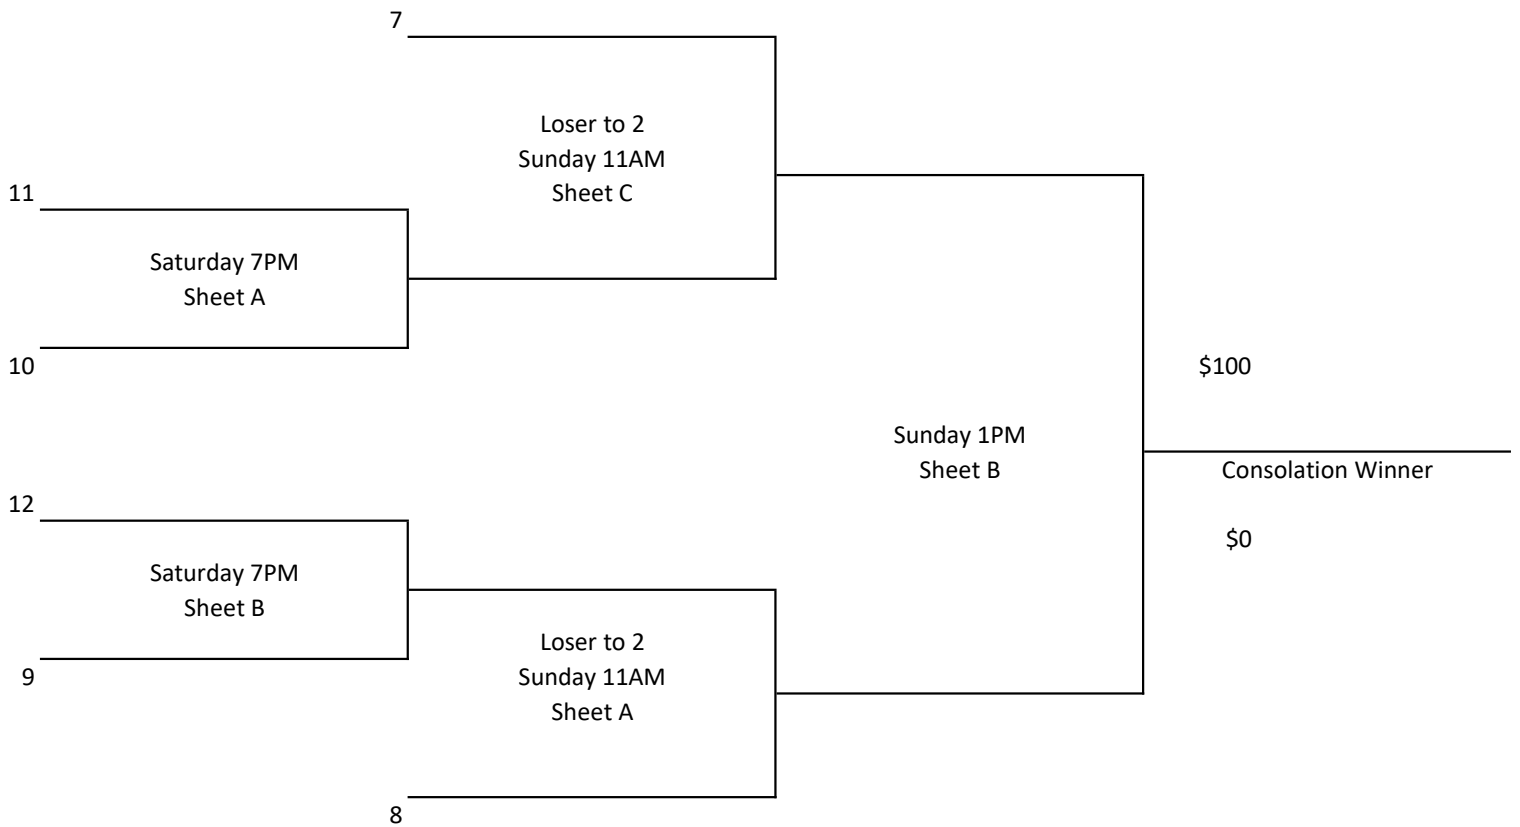 7
Loser to 2
Sunday 11AM
Sheet C
11
Saturday 7PM
Sheet A
10
$100
Sunday 1PM
Sheet B
Consolation Winner
12
$0
Saturday 7PM
Sheet B
Loser to 2
Sunday 11AM
Sheet A
9
8